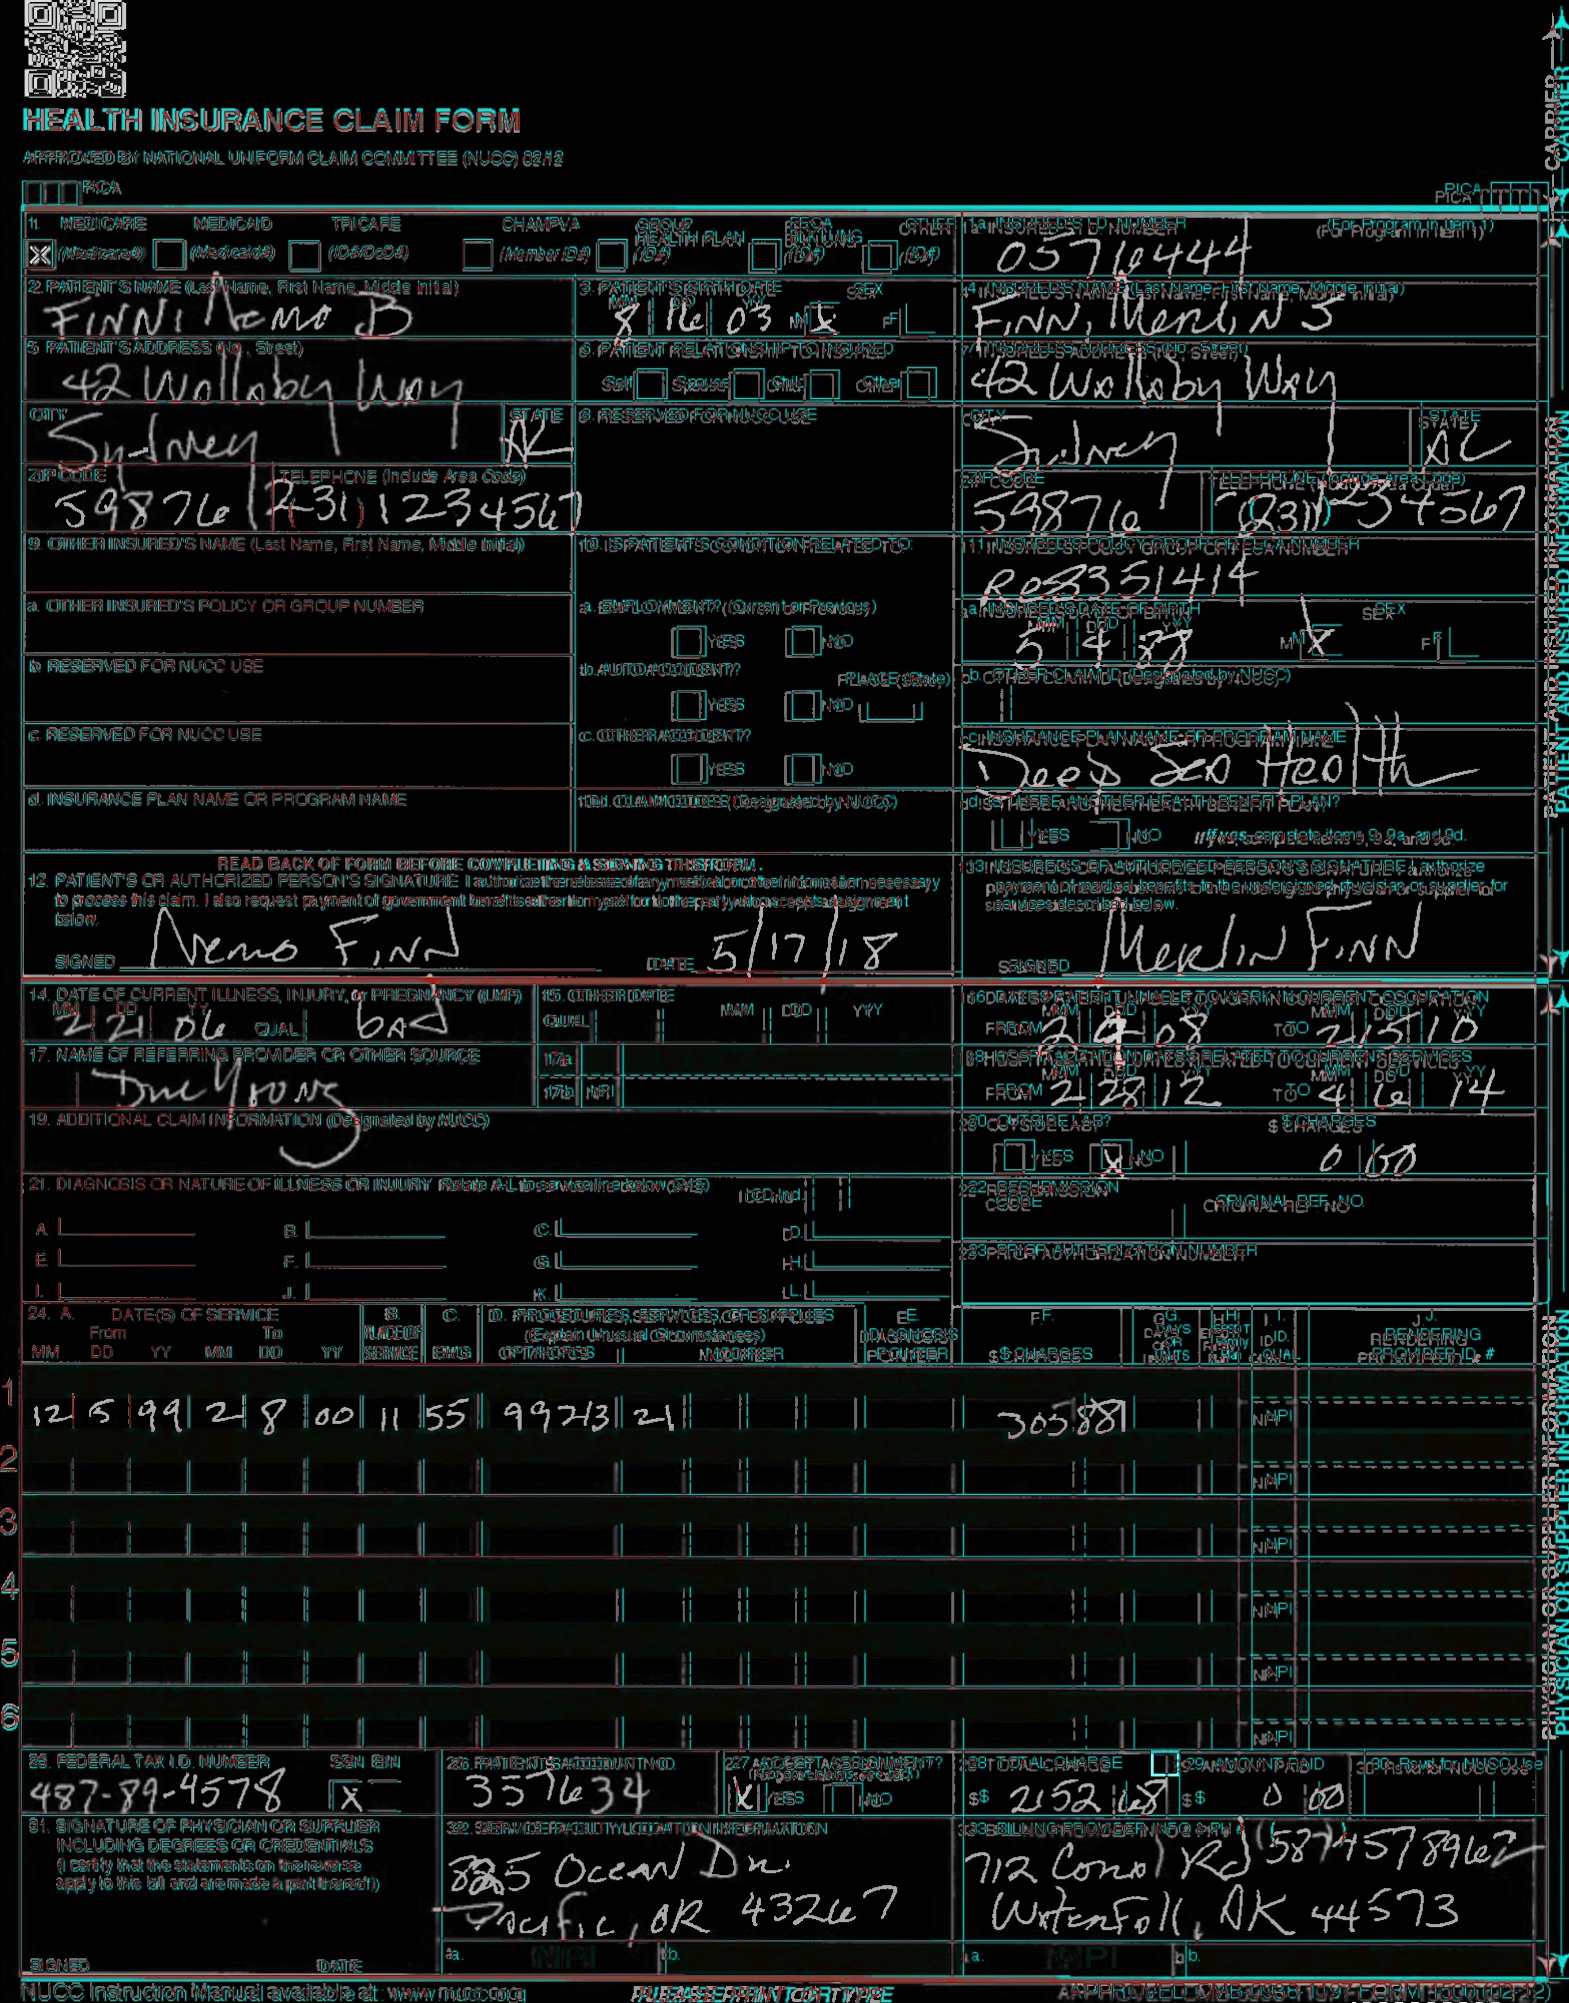 HEALTH INSURANCE CLAIM FORM
APPROVED BY NATIONAL UNIFORM CLAIM COMMITTEE (NUCC) 02/12
PICA
PICA
CARRIER
1. MEDICARE MEDICAID TRICARE CHAMPVA GROUP HEALTH PLAN FECA BLK LUNG OTHER
X (Medicare#) (Medicaid#) (ID#/DoD#) (Member ID#) (ID#) (ID#) (ID#)
1a. INSURED'S I.D. NUMBER (For Program in Item 1)
05716444
2. PATIENT'S NAME (Last Name, First Name, Middle Initial)
FINN, Nemo B
3. PATIENT'S BIRTH DATE SEX
MM DD YY
8 16 03 M X F
4. INSURED'S NAME (Last Name, First Name, Middle Initial)
FINN, Merlin J
5. PATIENT'S ADDRESS (No., Street)
42 Wallaby Way
6. PATIENT RELATIONSHIP TO INSURED
Self Spouse Child Other
7. INSURED'S ADDRESS (No., Street)
42 Wallaby Way
CITY STATE
Sydney
8. RESERVED FOR NUCC USE
CITY STATE
Sydney
ZIP CODE TELEPHONE (Include Area Code)
59876 (231) 1234567
ZIP CODE TELEPHONE (Include Area Code)
59876 (231) 1234567
9. OTHER INSURED'S NAME (Last Name, First Name, Middle Initial)
10. IS PATIENT'S CONDITION RELATED TO:
11. INSURED'S POLICY GROUP OR FECA NUMBER
a. OTHER INSURED'S POLICY OR GROUP NUMBER
a. EMPLOYMENT? (Current or Previous)
YES NO
a. INSURED'S DATE OF BIRTH SEX
MM DD YY
5 4 88 M X F
b. RESERVED FOR NUCC USE
b. AUTO ACCIDENT? PLACE (State)
YES NO
b. OTHER CLAIM ID (Designated by NUCC)
c. RESERVED FOR NUCC USE
c. OTHER ACCIDENT?
YES NO
c. INSURANCE PLAN NAME OR PROGRAM NAME
Deep Sea Health
d. INSURANCE PLAN NAME OR PROGRAM NAME
10d. CLAIM CODES (Designated by NUCC)
d. IS THERE ANOTHER HEALTH BENEFIT PLAN?
YES NO If yes, complete items 9, 9a, and 9d.
READ BACK OF FORM BEFORE COMPLETING & SIGNING THIS FORM.
12. PATIENT'S OR AUTHORIZED PERSON'S SIGNATURE I authorize the release of any medical or other information necessary
to process this claim. I also request payment of government benefits either to myself or to the party who accepts assignment
below.
SIGNED Nemo Finn DATE 5/17/18
13. INSURED'S OR AUTHORIZED PERSON'S SIGNATURE I authorize
payment of medical benefits to the undersigned physician or supplier for
services described below.
SIGNED Merlin Finn
PATIENT AND INSURED INFORMATION
14. DATE OF CURRENT ILLNESS, INJURY, or PREGNANCY (LMP)
MM DD YY
2 21 06 QUAL. bad
15. OTHER DATE
QUAL. MM DD YY
16. DATES PATIENT UNABLE TO WORK IN CURRENT OCCUPATION
MM DD YY MM DD YY
FROM 2 9 08 TO 2 15 10
17. NAME OF REFERRING PROVIDER OR OTHER SOURCE
Young
17a.
17b. NPI
18. HOSPITALIZATION DATES RELATED TO CURRENT SERVICES
MM DD YY MM DD YY
FROM 2 28 12 TO 4 6 14
19. ADDITIONAL CLAIM INFORMATION (Designated by NUCC)
20. OUTSIDE LAB? $ CHARGES
YES X NO 0 00
21. DIAGNOSIS OR NATURE OF ILLNESS OR INJURY Relate A-L to service line below (24E)
ICD Ind.
A. B. C. D.
E. F. G. H.
I. J. K. L.
22. RESUBMISSION CODE ORIGINAL REF. NO.
23. PRIOR AUTHORIZATION NUMBER
24. A. DATE(S) OF SERVICE B. C. D. PROCEDURES, SERVICES, OR SUPPLIES E. F. G. H. I. J.
From To PLACE OF (Explain Unusual Circumstances) DIAGNOSIS DAYS OR UNITS ID. RENDERING
MM DD YY MM DD YY SERVICE EMG CPT/HCPCS MODIFIER POINTER $ CHARGES QUAL. PROVIDER ID. #
1 12 5 99 2 8 00 11 55 99213 21 305 88 NPI
2 NPI
3 NPI
4 NPI
5 NPI
6 NPI
PHYSICIAN OR SUPPLIER INFORMATION
25. FEDERAL TAX I.D. NUMBER SSN EIN
487-89-4578 X
26. PATIENT'S ACCOUNT NO.
357634
27. ACCEPT ASSIGNMENT?
X YES NO
28. TOTAL CHARGE
$ 2152 68
29. AMOUNT PAID
$ 0 00
30. Rsvd for NUCC Use
31. SIGNATURE OF PHYSICIAN OR SUPPLIER
INCLUDING DEGREES OR CREDENTIALS
(I certify that the statements on the reverse
apply to this bill and are made a part thereof.)
SIGNED DATE
32. SERVICE FACILITY LOCATION INFORMATION
825 Ocean Dr.
Pacific, OR 43267
a. NPI b.
33. BILLING PROVIDER INFO & PH # (587) 4578962
712 Coral Rd
Waterfall, AK 44573
a. NPI b.
NUCC Instruction Manual available at: www.nucc.org
PLEASE PRINT OR TYPE